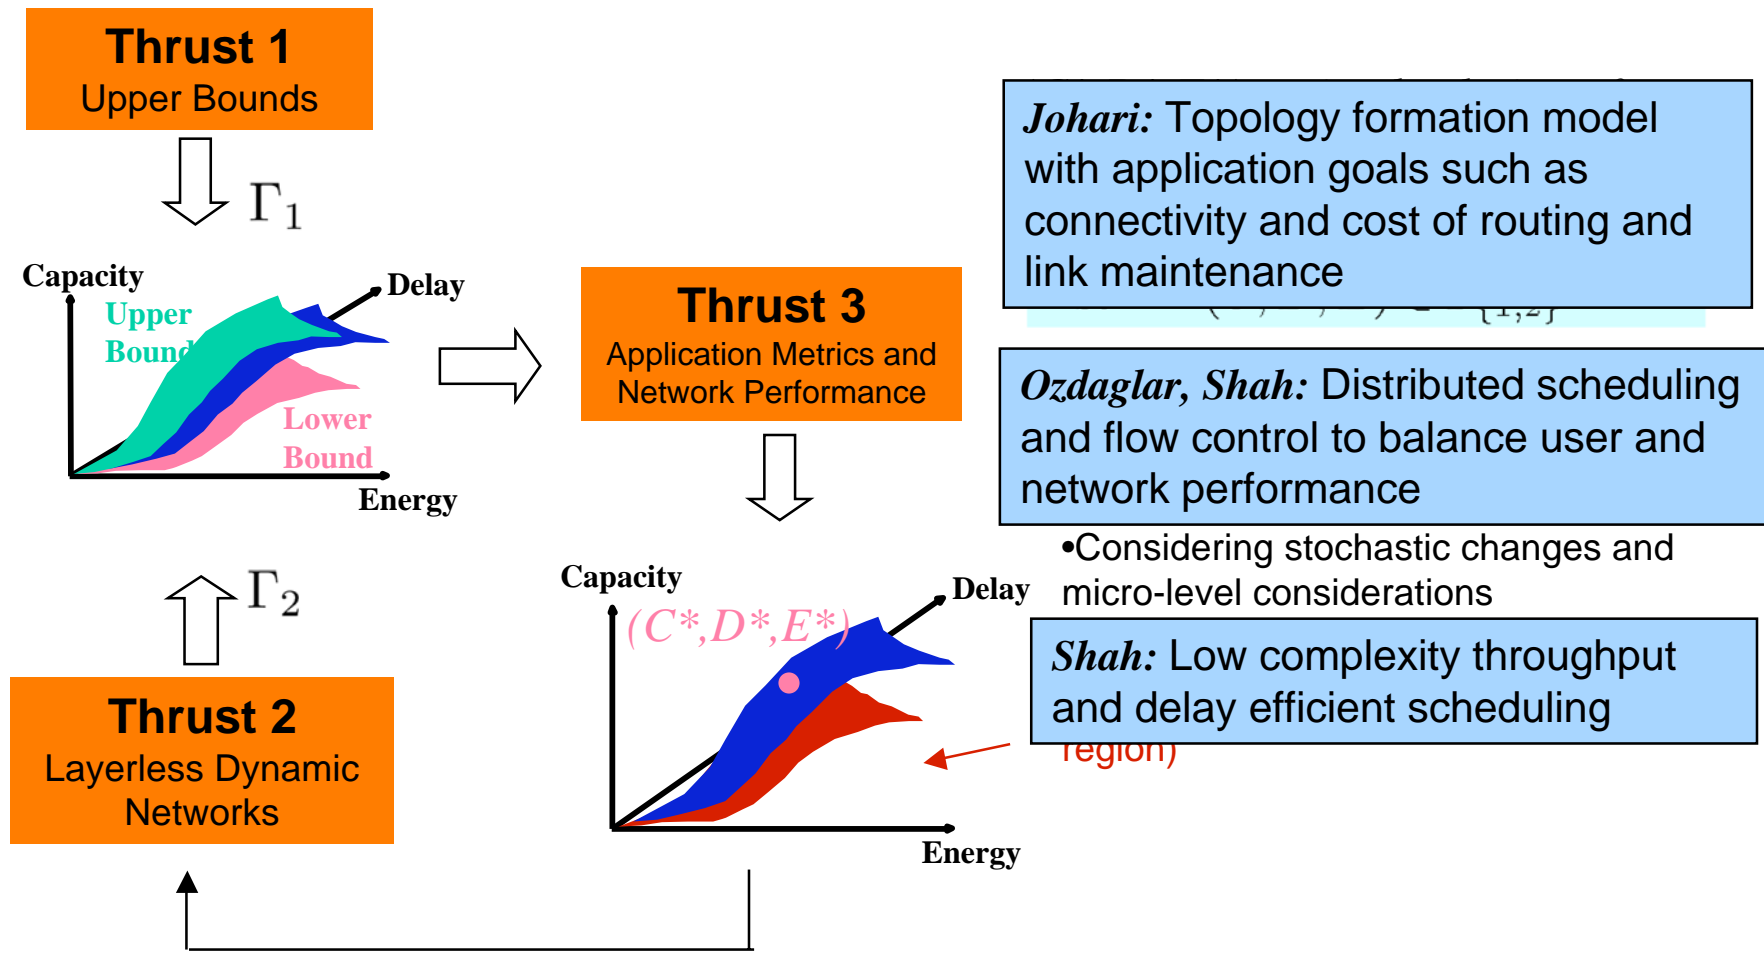 Thrust 1
Upper Bounds
Γ1
Capacity
Delay
Upper
Bound
Lower
Bound
Energy
Γ2
Thrust 2
Layerless Dynamic
Networks
Thrust 3
Application Metrics and
Network Performance
Capacity
Delay
(C*,D*,E*)
Energy
Johari: Topology formation model
with application goals such as
connectivity and cost of routing and
link maintenance
Ozdaglar, Shah: Distributed scheduling
and flow control to balance user and
network performance
•Considering stochastic changes and
micro-level considerations
Shah: Low complexity throughput
and delay efficient scheduling
region)